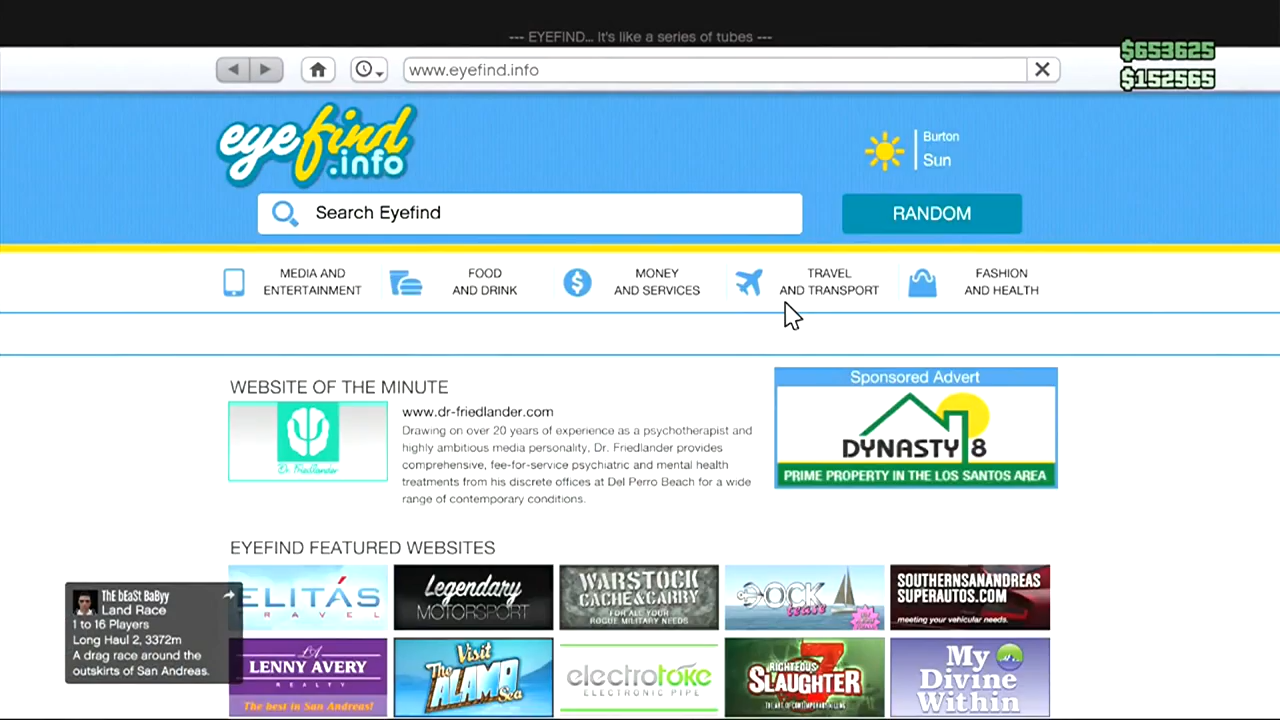 --- EYEFIND... It's like a series of tubes ---
$653625
www.eyefind.info
$152565
eyefind
.info
Burton
Sun
Search Eyefind
RANDOM
MEDIA AND
ENTERTAINMENT
FOOD
AND DRINK
MONEY
AND SERVICES
TRAVEL
AND TRANSPORT
FASHION
AND HEALTH
WEBSITE OF THE MINUTE
Dr. Friedlander
www.dr-friedlander.com
Drawing on over 20 years of experience as a psychotherapist and
highly ambitious media personality, Dr. Friedlander provides
comprehensive, fee-for-service psychiatric and mental health
treatments from his discrete offices at Del Perro Beach for a wide
range of contemporary conditions.
Sponsored Advert
DYNASTY 8
PRIME PROPERTY IN THE LOS SANTOS AREA
EYEFIND FEATURED WEBSITES
ELITÁS
TRAVEL
Legendary
MOTORSPORT
WARSTOCK
CACHE & CARRY
FOR ALL YOUR
ROGUE MILITARY NEEDS
DOCK
tease
SOUTHERNSANANDREAS
SUPERAUTOS.COM
meeting your vehicular needs.
LENNY AVERY
REALTY
The best in San Andreas!
Visit
The ALAMO
Sea
electrotoke
ELECTRONIC PIPE
RIGHTEOUS
SLAUGHTER
7
THE ART OF CONTEMPORARY KILLING
My
Divine
Within
THE bEaSt BaByy
Land Race
1 to 16 Players
Long Haul 2, 3372m
A drag race around the
outskirts of San Andreas.